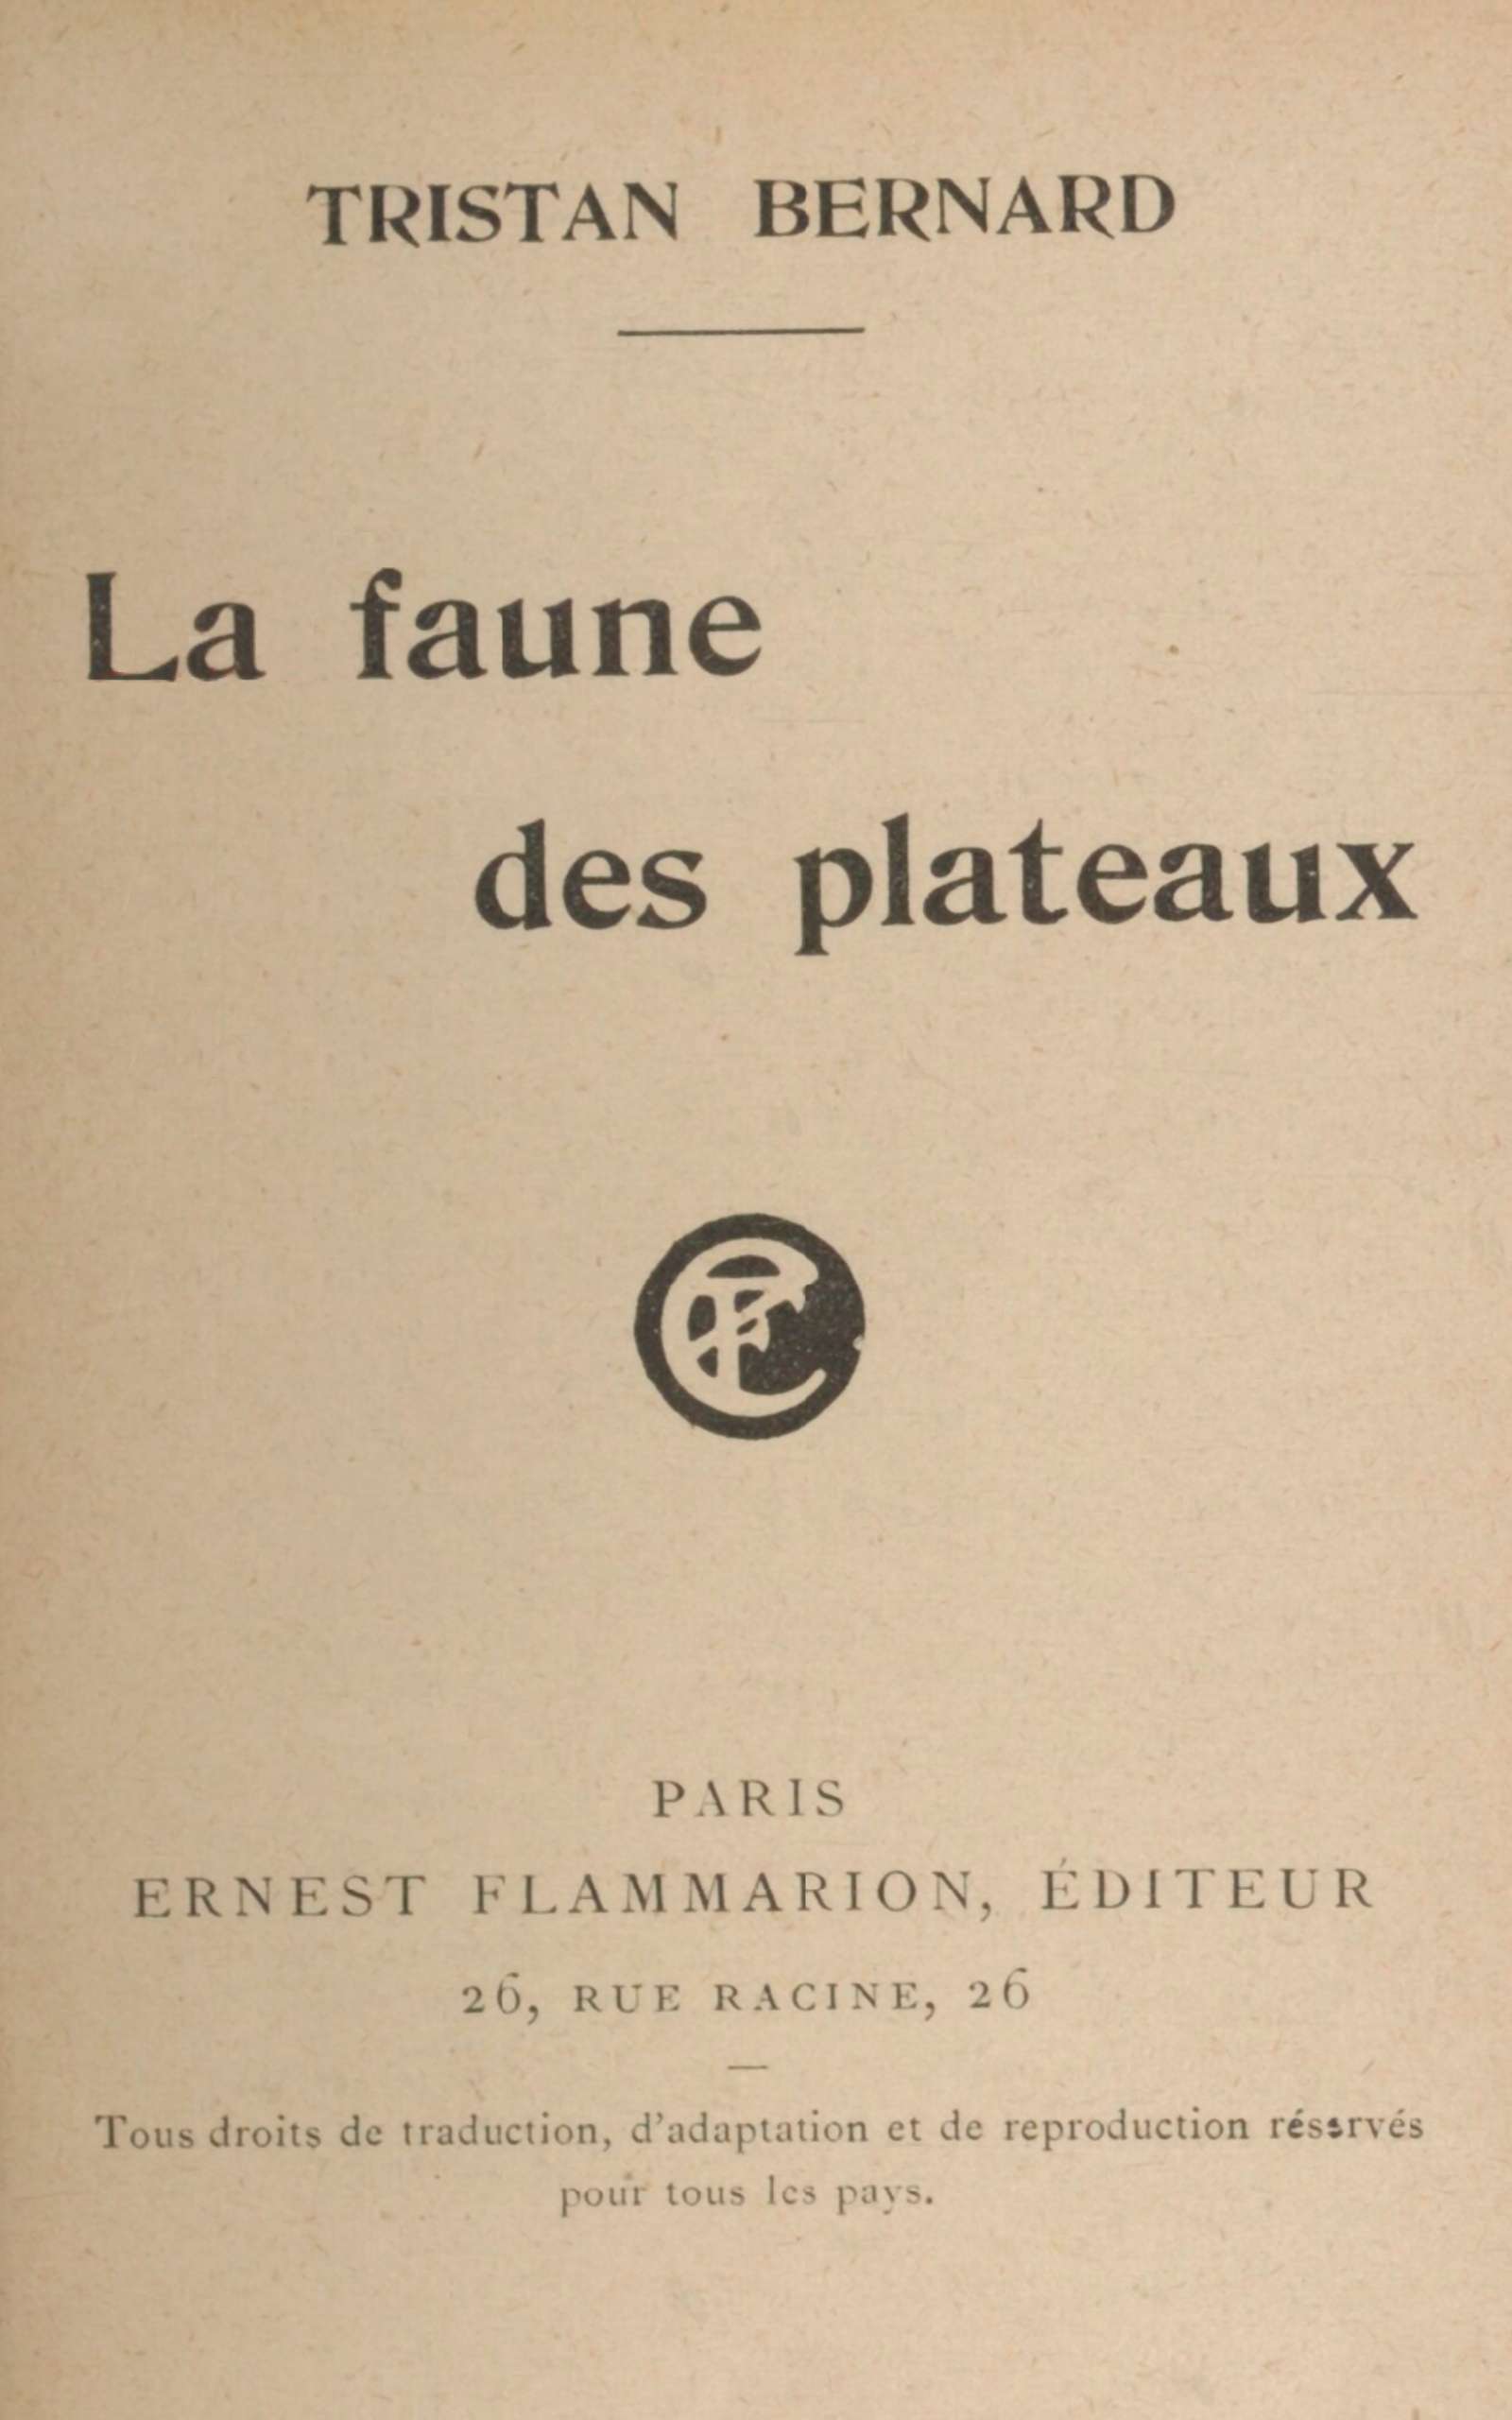 TRISTAN BERNARD
La faune
des plateaux
PARIS
ERNEST FLAMMARION, ÉDITEUR
26, RUE RACINE, 26
Tous droits de traduction, d'adaptation et de reproduction réservés
pour tous les pays.